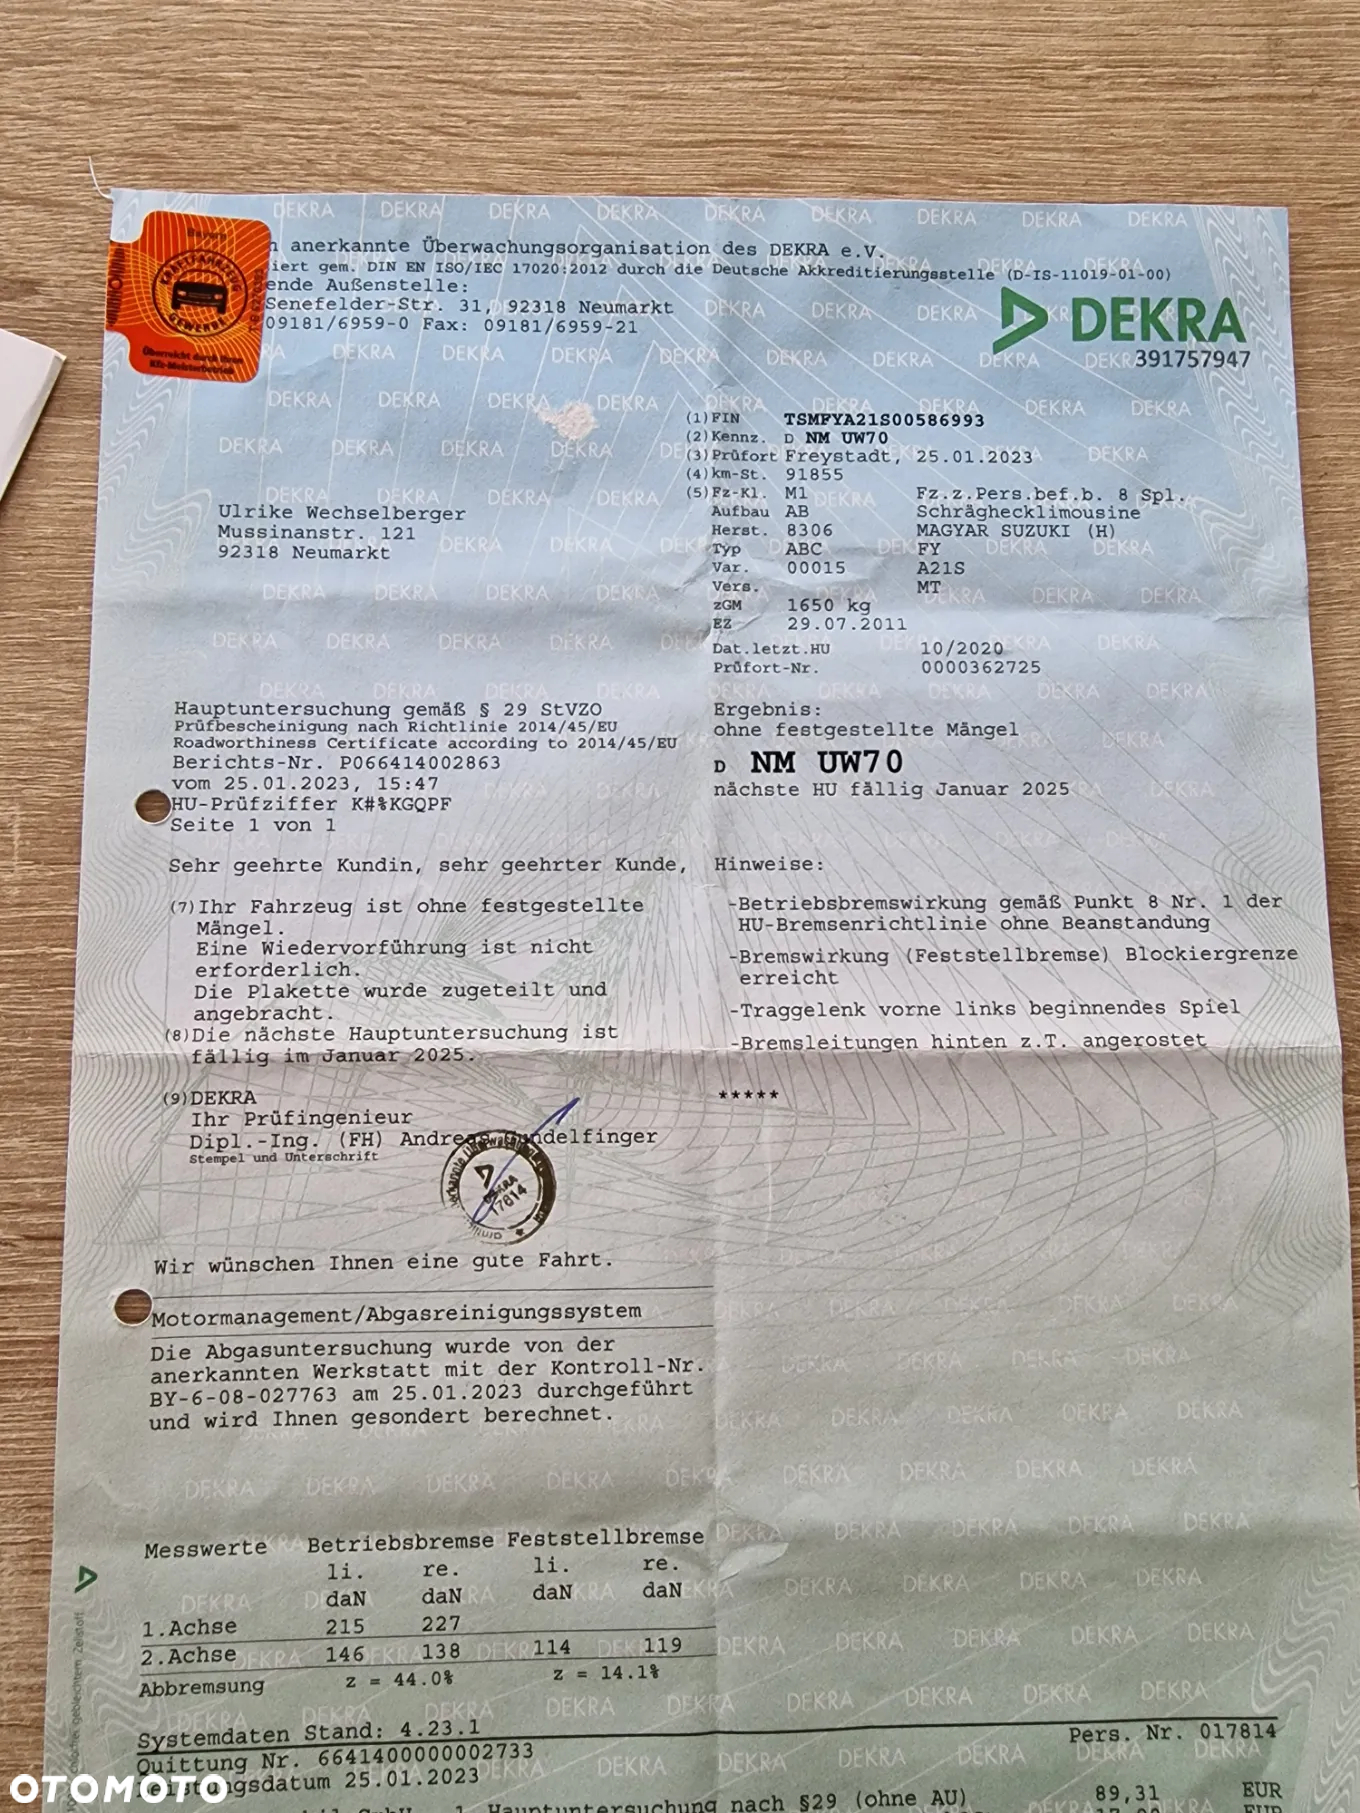 anerkannte Überwachungsorganisation des DEKRA e.V.
iert gem. DIN EN ISO/IEC 17020:2012 durch die Deutsche Akkreditierungsstelle (D-IS-11019-01-00)
ende Außenstelle:
Senefelder-Str. 31, 92318 Neumarkt
09181/6959-0 Fax: 09181/6959-21
Bayern
KRAFTFAHRZEUG
GEWERBE
Überreicht durch Ihren
Kfz-Meisterbetrieb
DEKRA
391757947
(1)FIN TSMFYA21S00586993
(2)Kennz. D NM UW70
(3)Prüfort Freystadt, 25.01.2023
(4)km-St. 91855
(5)Fz-Kl. M1 Fz.z.Pers.bef.b. 8 Spl.
Aufbau AB Schräghecklimousine
Herst. 8306 MAGYAR SUZUKI (H)
Typ ABC FY
Var. 00015 A21S
Vers. MT
zGM 1650 kg
EZ 29.07.2011
Dat.letzt.HU 10/2020
Prüfort-Nr. 0000362725
Ulrike Wechselberger
Mussinanstr. 121
92318 Neumarkt
Hauptuntersuchung gemäß § 29 StVZO
Prüfbescheinigung nach Richtlinie 2014/45/EU
Roadworthiness Certificate according to 2014/45/EU
Berichts-Nr. P066414002863
vom 25.01.2023, 15:47
HU-Prüfziffer K#%KGQPF
Seite 1 von 1
Ergebnis:
ohne festgestellte Mängel
D NM UW70
nächste HU fällig Januar 2025
Sehr geehrte Kundin, sehr geehrter Kunde,
(7)Ihr Fahrzeug ist ohne festgestellte
Mängel.
Eine Wiedervorführung ist nicht
erforderlich.
Die Plakette wurde zugeteilt und
angebracht.
(8)Die nächste Hauptuntersuchung ist
fällig im Januar 2025.
(9)DEKRA
Ihr Prüfingenieur
Dipl.-Ing. (FH) Andreas Gundelfinger
Stempel und Unterschrift
DEKRA
17814
Hinweise:
-Betriebsbremswirkung gemäß Punkt 8 Nr. 1 der
HU-Bremsenrichtlinie ohne Beanstandung
-Bremswirkung (Feststellbremse) Blockiergrenze
erreicht
-Traggelenk vorne links beginnendes Spiel
-Bremsleitungen hinten z.T. angerostet
*****
Wir wünschen Ihnen eine gute Fahrt.
Motormanagement/Abgasreinigungssystem
Die Abgasuntersuchung wurde von der
anerkannten Werkstatt mit der Kontroll-Nr.
BY-6-08-027763 am 25.01.2023 durchgeführt
und wird Ihnen gesondert berechnet.
Messwerte Betriebsbremse Feststellbremse
li. re. li. re.
daN daN daN daN
1.Achse 215 227
2.Achse 146 138 114 119
Abbremsung z = 44.0% z = 14.1%
Systemdaten Stand: 4.23.1 Pers. Nr. 017814
Quittung Nr. 6641400000002733
Leistungsdatum 25.01.2023
1 Hauptuntersuchung nach §29 (ohne AU) 89,31 EUR
OTOMOTO